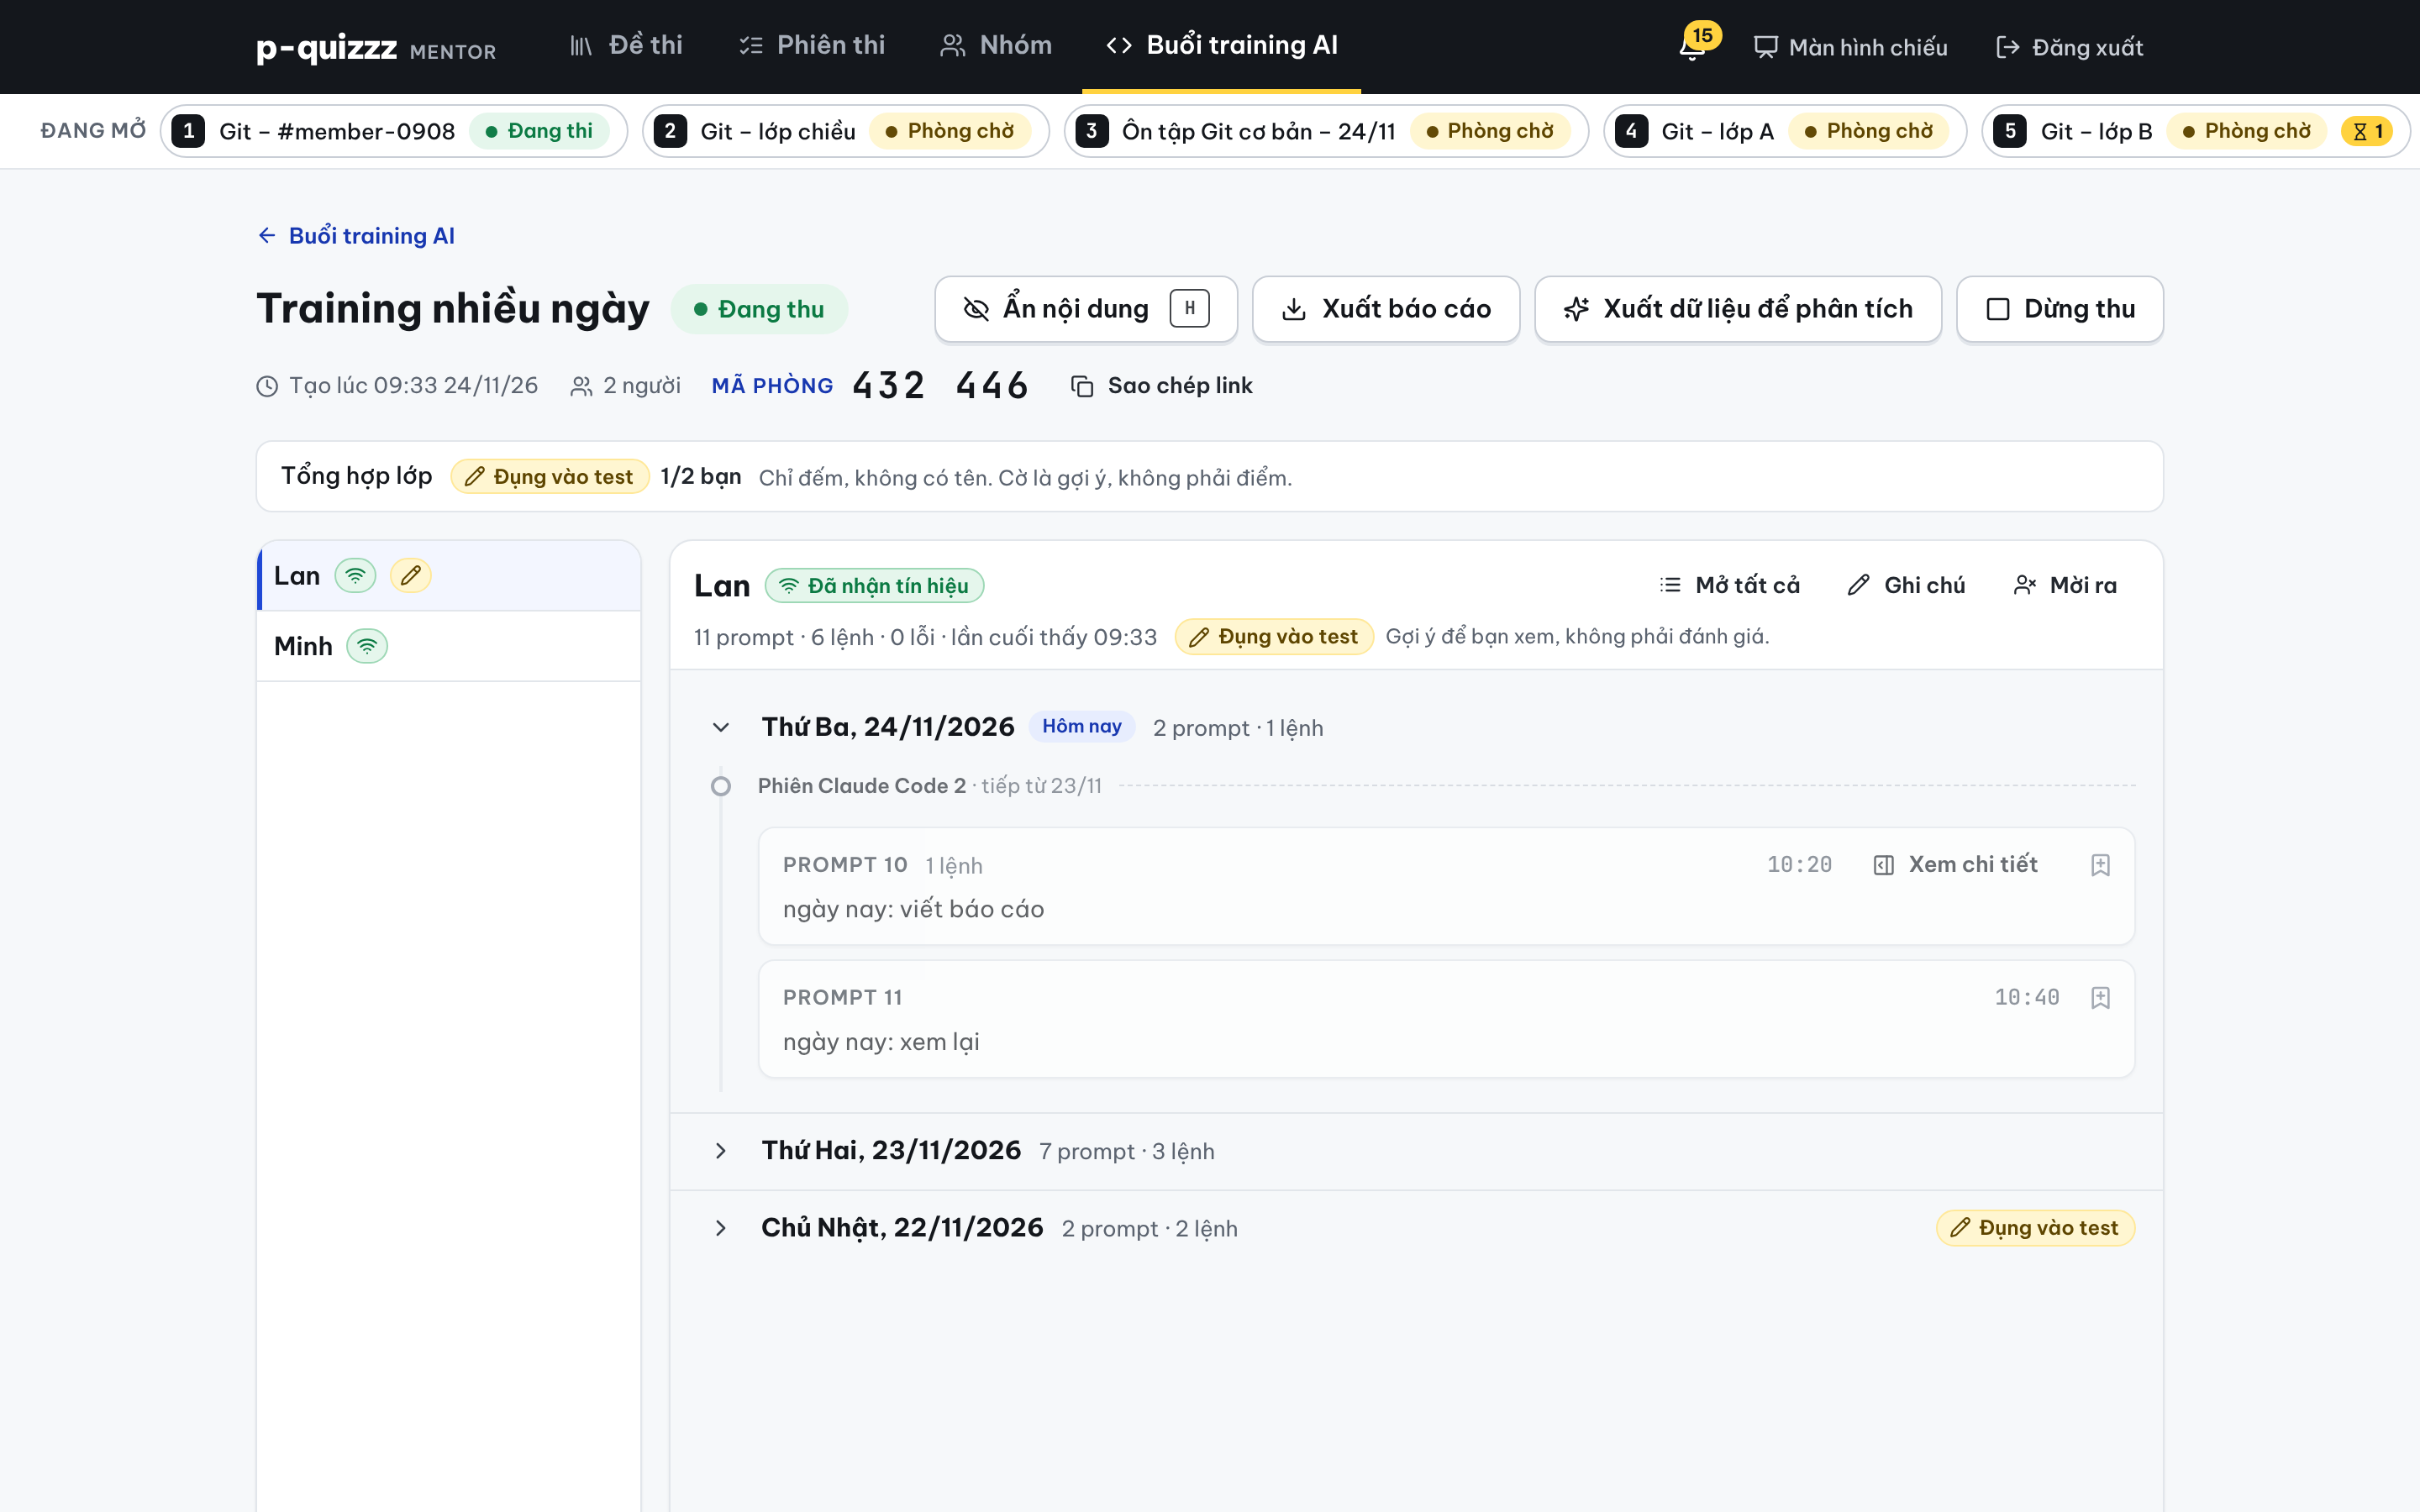 p-quizzz MENTOR Đề thi Phiên thi Nhóm Buổi training AI 15 Màn hình chiếu Đăng xuất
ĐANG MỞ 1 Git – #member-0908 Đang thi 2 Git – lớp chiều Phòng chờ 3 Ôn tập Git cơ bản – 24/11 Phòng chờ 4 Git – lớp A Phòng chờ 5 Git – lớp B Phòng chờ 1
Buổi training AI
Training nhiều ngày Đang thu Ẩn nội dung H Xuất báo cáo Xuất dữ liệu để phân tích Dừng thu
Tạo lúc 09:33 24/11/26 2 người MÃ PHÒNG 432 446 Sao chép link
Tổng hợp lớp Đụng vào test 1/2 bạn Chỉ đếm, không có tên. Cờ là gợi ý, không phải điểm.
Lan
Minh
Lan Đã nhận tín hiệu Mở tất cả Ghi chú Mời ra
11 prompt · 6 lệnh · 0 lỗi · lần cuối thấy 09:33 Đụng vào test Gợi ý để bạn xem, không phải đánh giá.
Thứ Ba, 24/11/2026 Hôm nay 2 prompt · 1 lệnh
Phiên Claude Code 2 · tiếp từ 23/11
PROMPT 10 1 lệnh 10:20 Xem chi tiết
ngày nay: viết báo cáo
PROMPT 11 10:40
ngày nay: xem lại
Thứ Hai, 23/11/2026 7 prompt · 3 lệnh
Chủ Nhật, 22/11/2026 2 prompt · 2 lệnh Đụng vào test